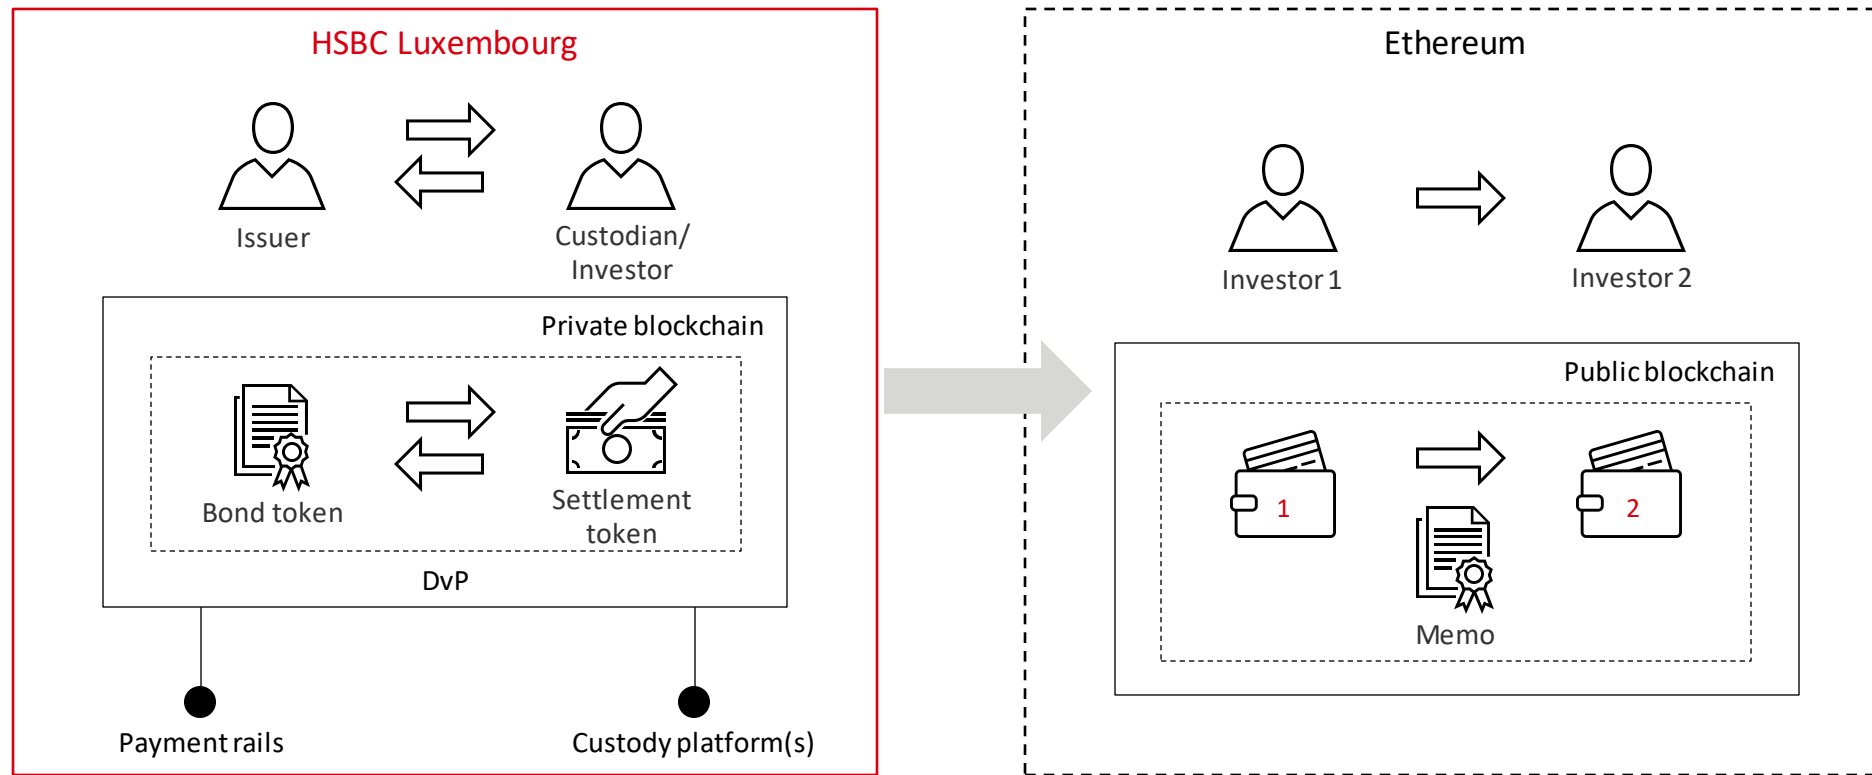 HSBC Luxembourg
Issuer
Custodian/
Investor
Private blockchain
Bond token
Settlement
token
DvP
Payment rails
Custody platform(s)
Ethereum
Investor 1
Investor 2
Public blockchain
1
2
Memo